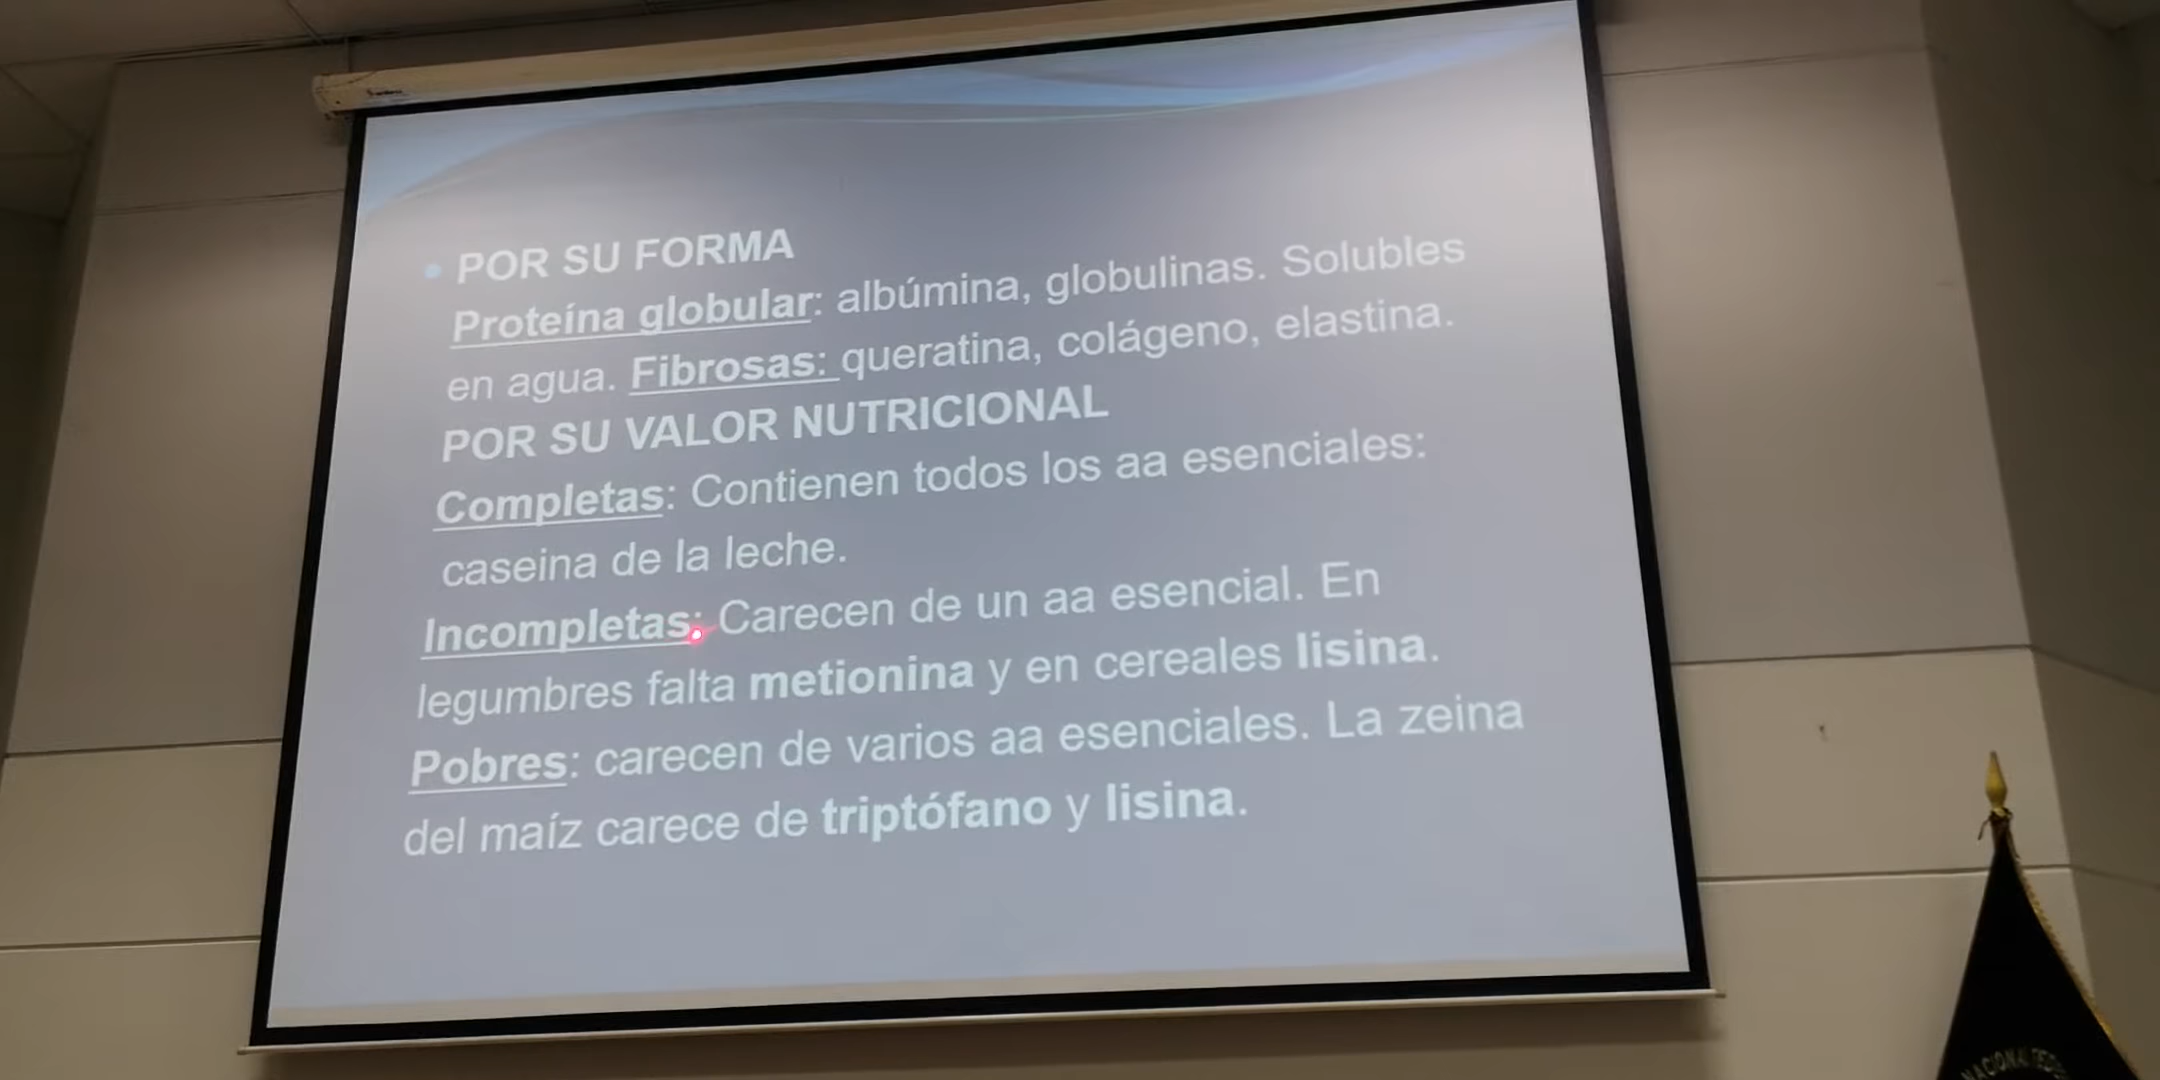 POR SU FORMA
Proteína globular: albúmina, globulinas. Solubles
en agua. Fibrosas: queratina, colágeno, elastina.
POR SU VALOR NUTRICIONAL
Completas: Contienen todos los aa esenciales:
caseina de la leche.
Incompletas: Carecen de un aa esencial. En
legumbres falta metionina y en cereales lisina.
Pobres: carecen de varios aa esenciales. La zeina
del maíz carece de triptófano y lisina.
NACIONAL